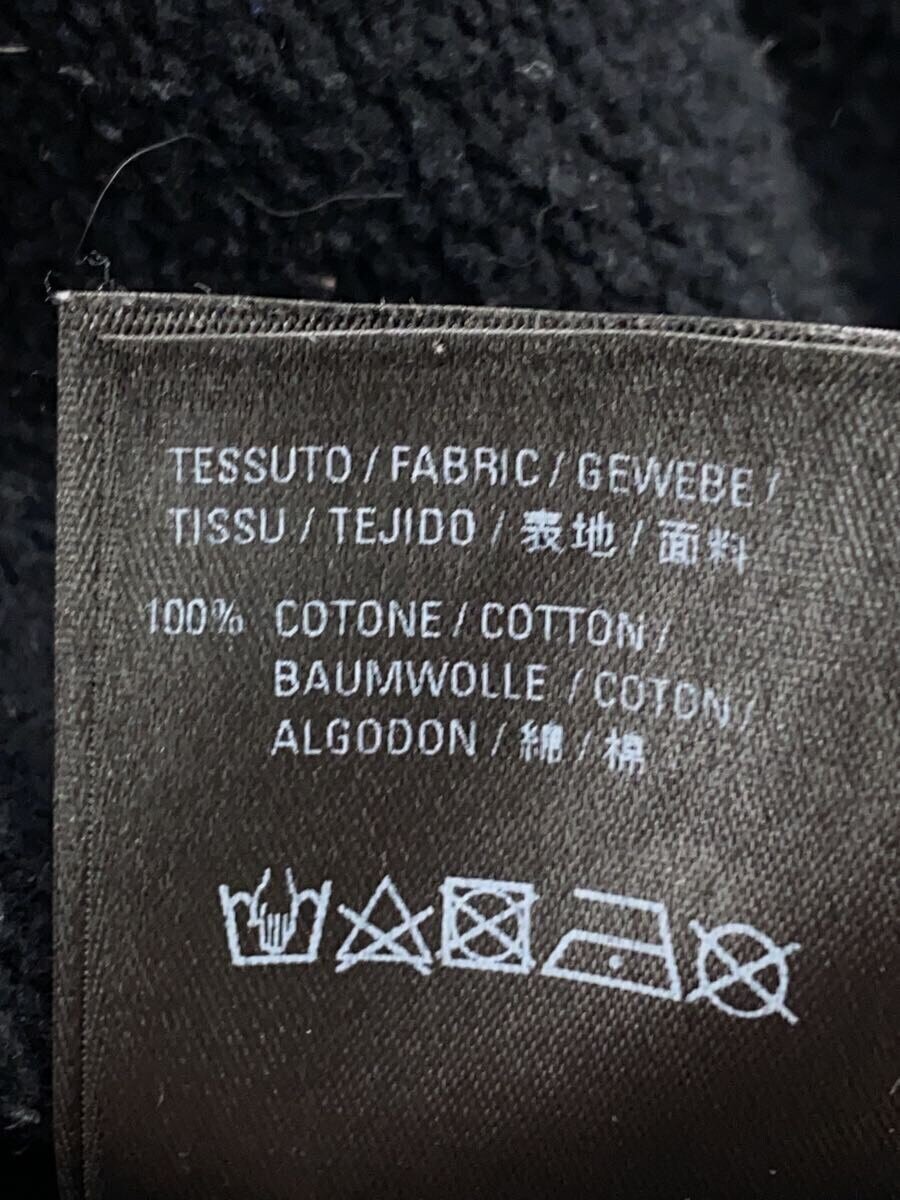 TESSUTO / FABRIC / GEWEBE /
TISSU / TEJIDO / 表地 / 面料
100% COTONE / COTTON /
BAUMWOLLE / COTON /
ALGODON / 綿 / 棉